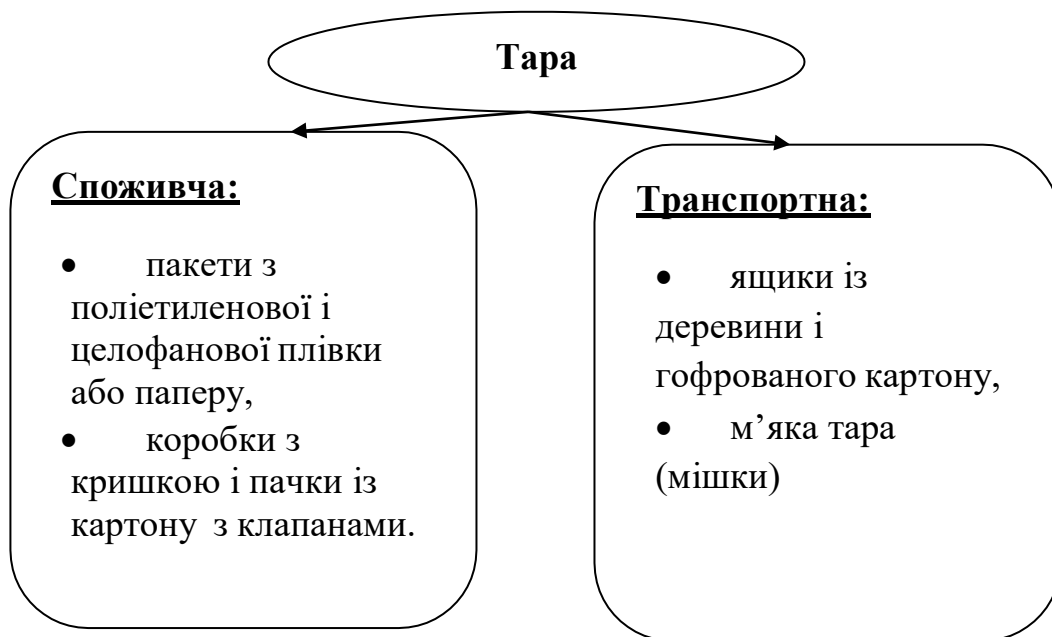 Тара
Споживча:
• пакети з
поліетиленової і
целофанової плівки
або паперу,
• коробки з
кришкою і пачки із
картону з клапанами.
Транспортна:
• ящики із
деревини і
гофрованого картону,
• м’яка тара
(мішки)